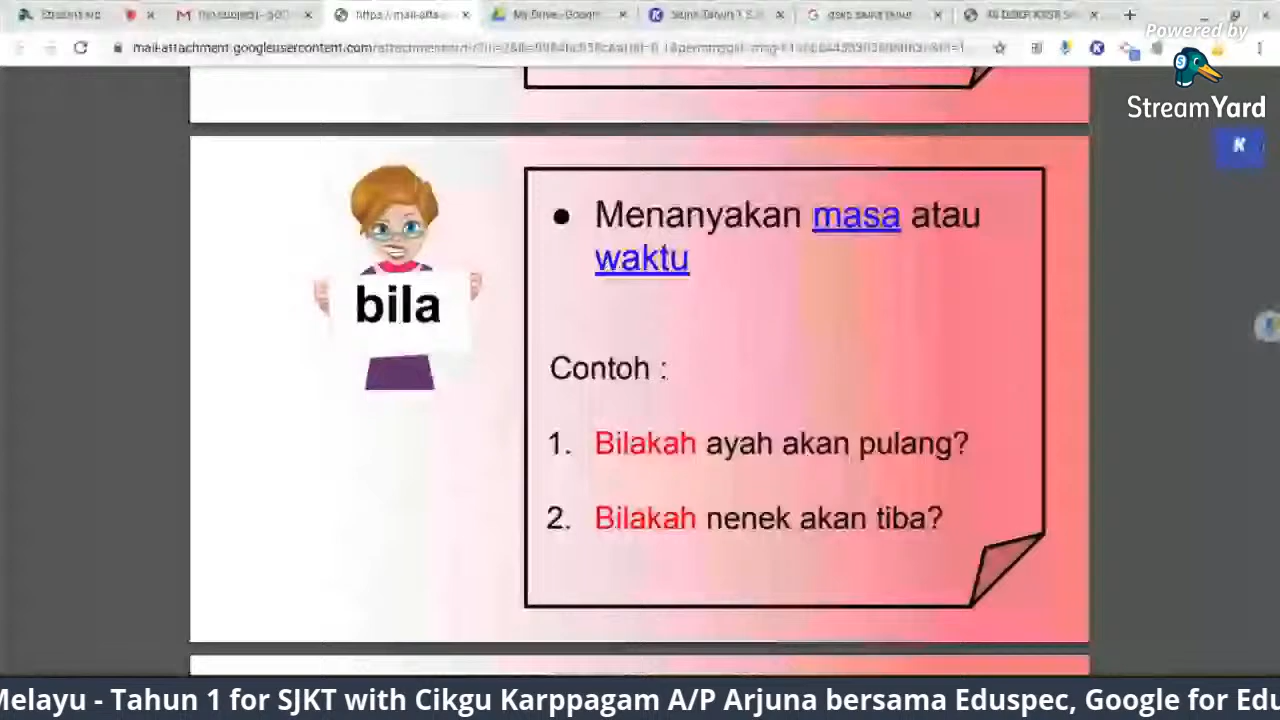 Powered by
StreamYard
K
bila
● Menanyakan masa atau
waktu
Contoh :
1. Bilakah ayah akan pulang?
2. Bilakah nenek akan tiba?
Melayu - Tahun 1 for SJKT with Cikgu Karppagam A/P Arjuna bersama Eduspec, Google for Edu